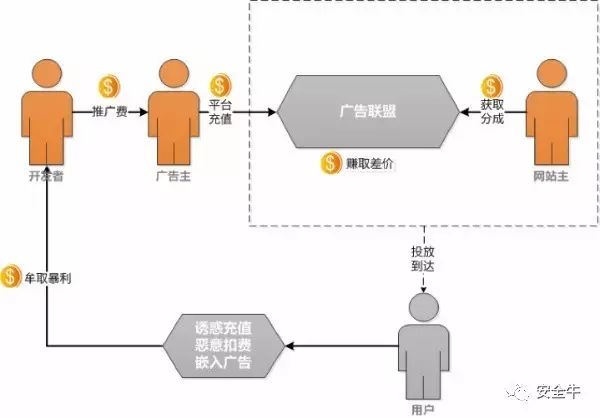 推广费
平台
充值
广告联盟
获取
分成
赚取差价
开发者
广告主
网站主
投放
到达
牟取暴利
诱惑充值
恶意扣费
嵌入广告
用户
安全牛